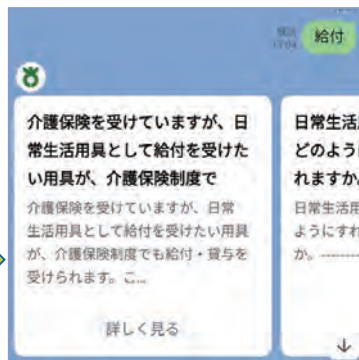 給付
17:04
介護保険を受けていますが、日
常生活用具として給付を受けた
い用具が、介護保険制度で
介護保険を受けていますが、日常
生活用具として給付を受けたい用具
が、介護保険制度でも給付・貸与を
受けられます。こ...
詳しく見る
日常生活
どのよう
れますか
日常生活用
ようにすれ
か。